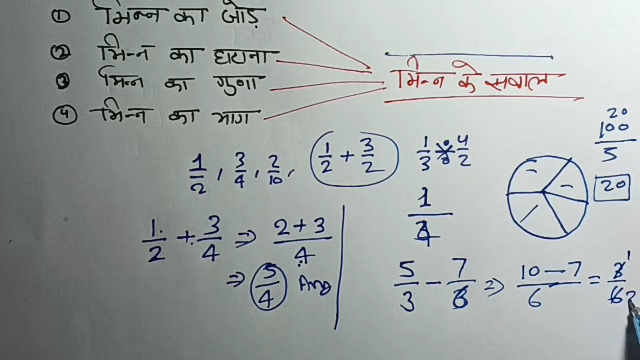 ① भिन्न का जोड़
② भिन्न का घटाना
③ भिन्न का गुणा
④ भिन्न का भाग
भिन्न के सवाल
1/2 , 3/4 , 2/10 , 1/2 + 3/2
1/3 4/2
1/4
20
100/5
20
1/2 + 3/4 ⇒ (2 + 3)/4
⇒ 5/4 Ans
5/3 - 7/6 ⇒ (10 - 7)/6 = 3/6 1 2